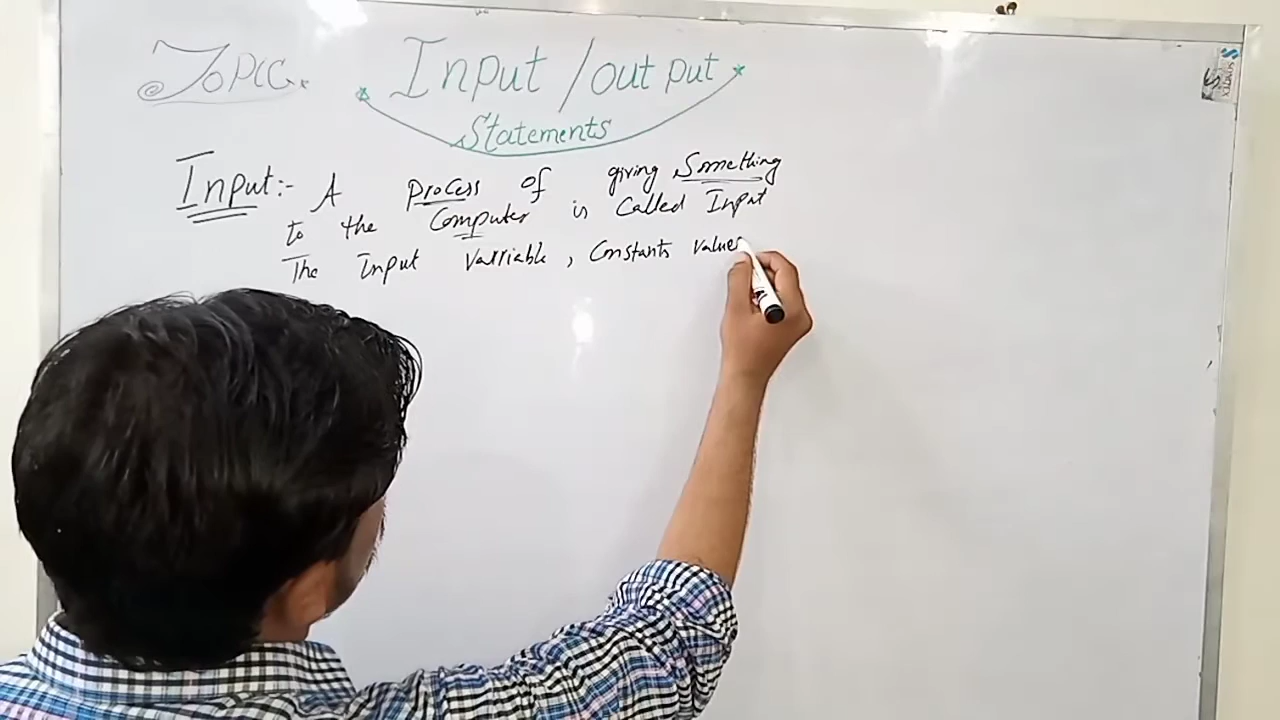 TOPIC.
Input/output
Statements
Input:- A Process of giving Something
to the Computer is Called Input
The Input Varriable, Constants values